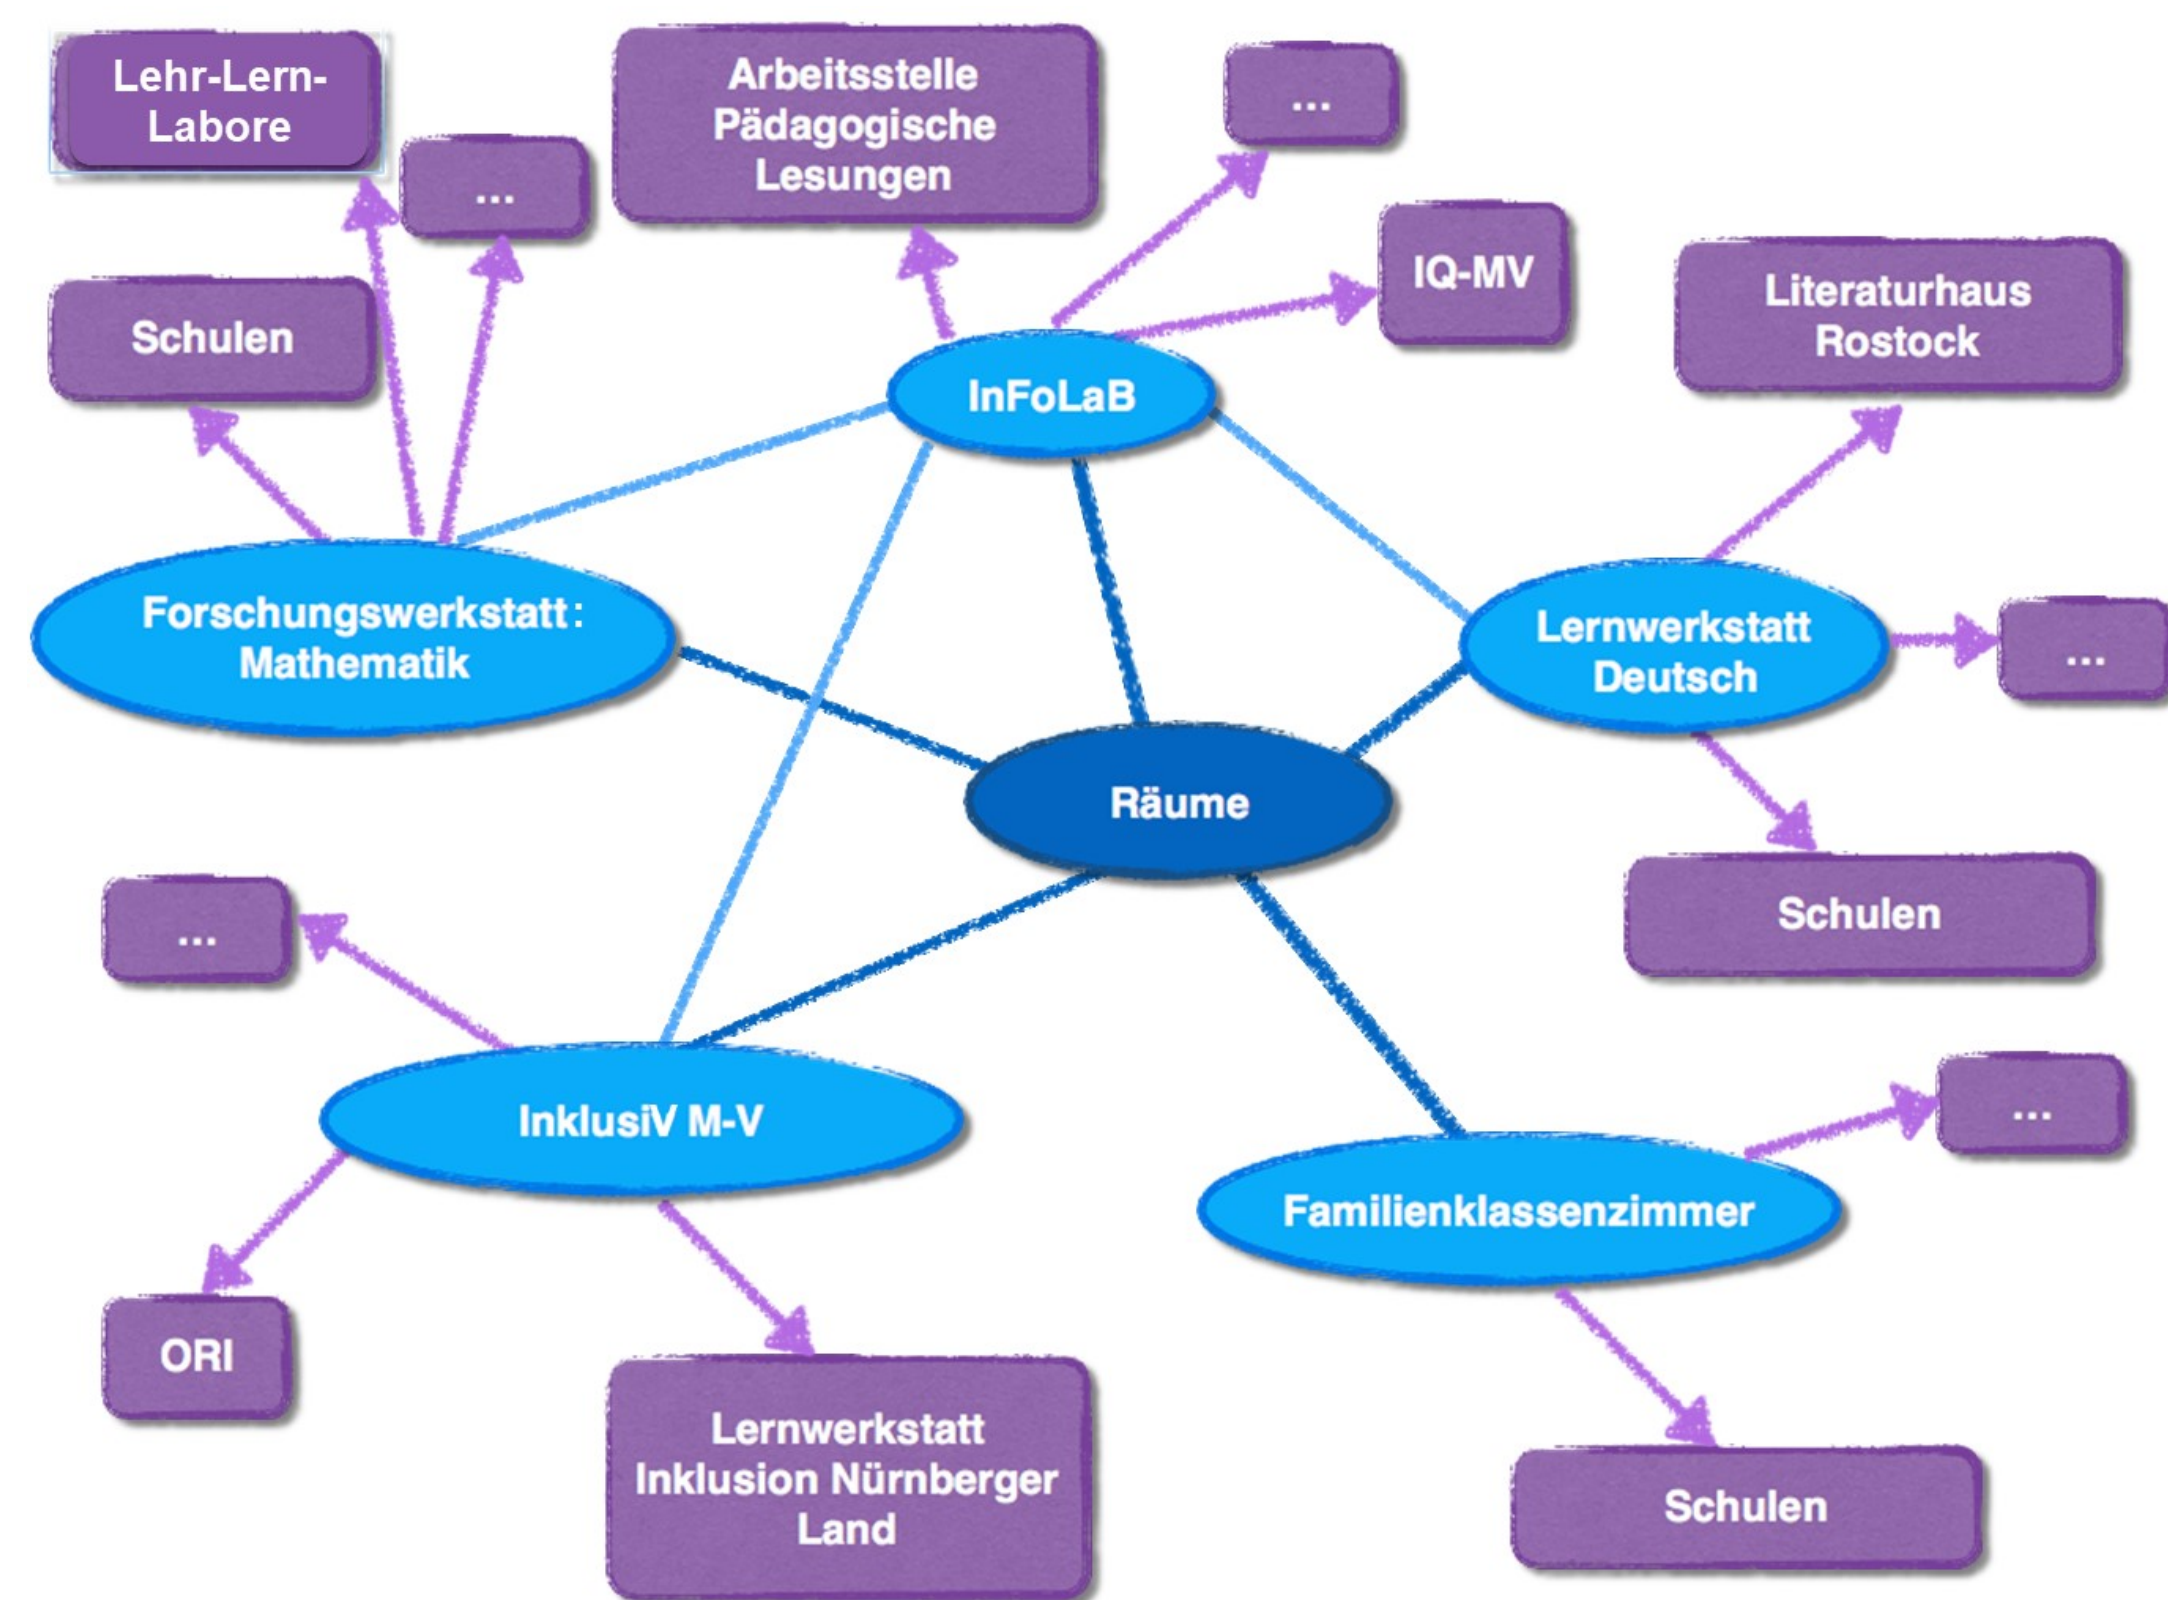 Lehr-Lern-
Labore
...
Schulen
Arbeitsstelle
Pädagogische
Lesungen
...
IQ-MV
Literaturhaus
Rostock
InFoLaB
Forschungswerkstatt:
Mathematik
Lernwerkstatt
Deutsch
...
Räume
Schulen
...
InklusiV M-V
...
Familienklassenzimmer
ORI
Lernwerkstatt
Inklusion Nürnberger
Land
Schulen